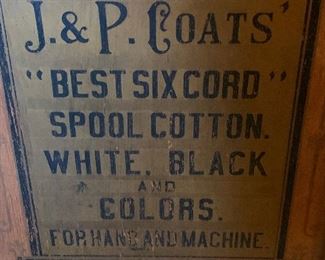 J. & P. COATS'
"BEST SIX CORD"
SPOOL COTTON.
WHITE, BLACK
AND
COLORS.
FOR HAND AND MACHINE.